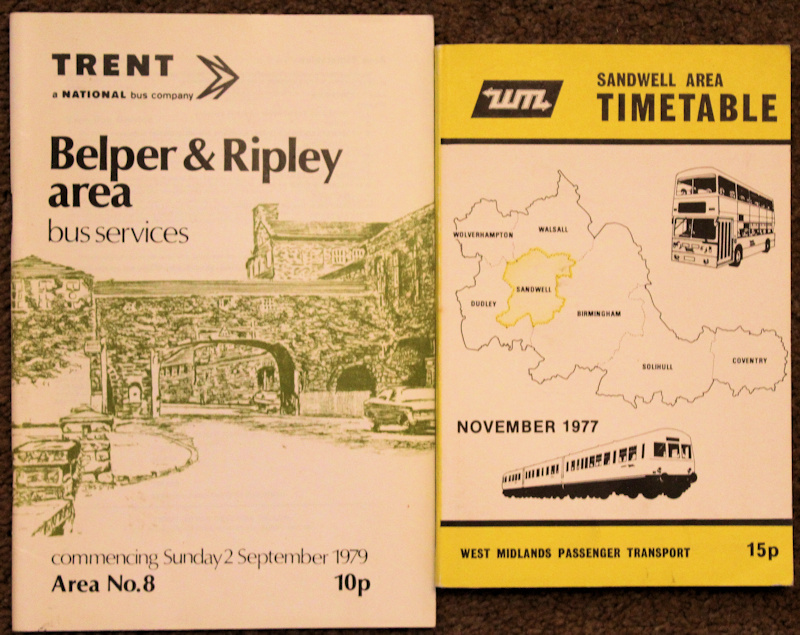 TRENT
a NATIONAL bus company
Belper & Ripley
area
bus services
commencing Sunday 2 September 1979
Area No.8 10p
WM
SANDWELL AREA
TIMETABLE
WOLVERHAMPTON
WALSALL
SANDWELL
DUDLEY
BIRMINGHAM
SOLIHULL
COVENTRY
NOVEMBER 1977
WEST MIDLANDS PASSENGER TRANSPORT 15p